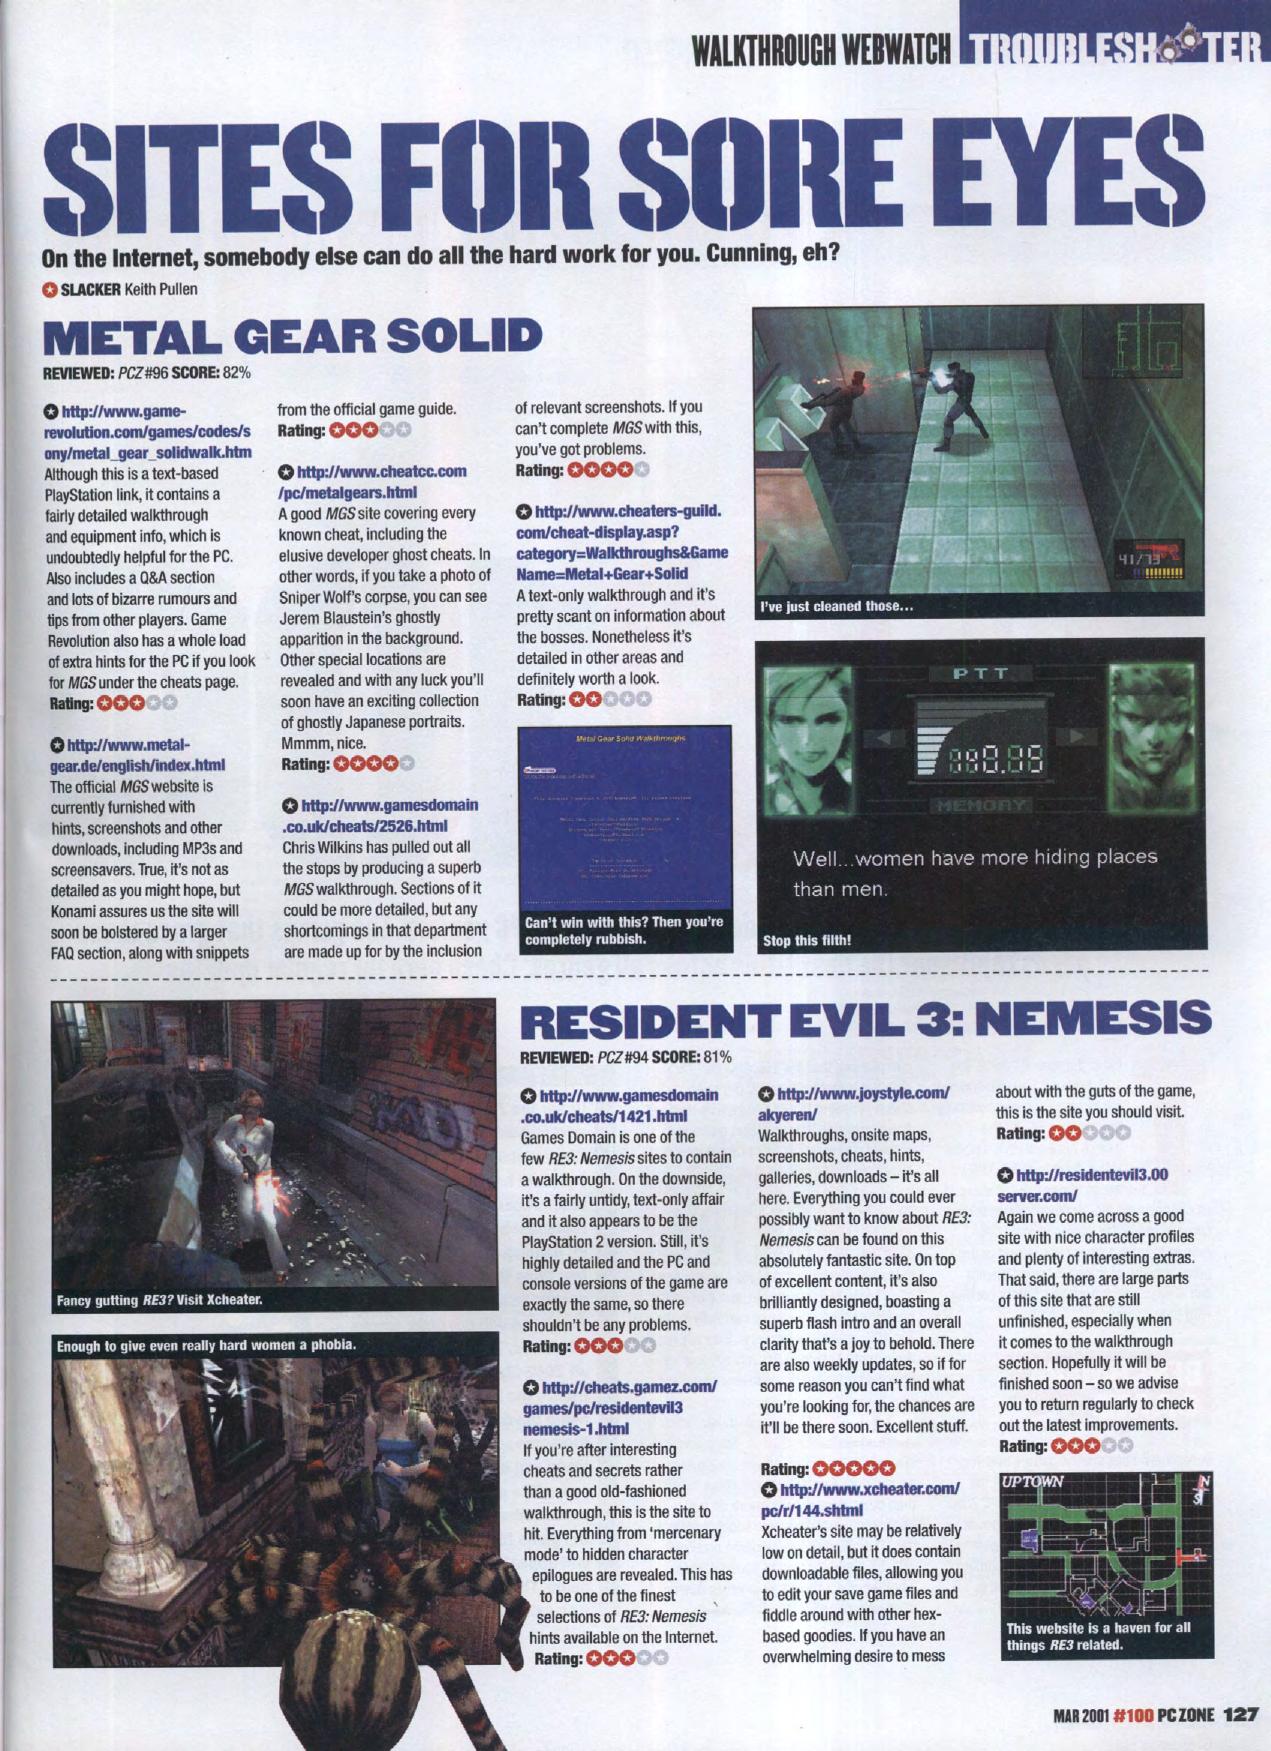 WALKTHROUGH WEBWATCH TROUBLESHOOTER
SITES FOR SORE EYES
On the Internet, somebody else can do all the hard work for you. Cunning, eh?
SLACKER Keith Pullen
METAL GEAR SOLID
REVIEWED: PCZ #96 SCORE: 82%
http://www.game-
revolution.com/games/codes/s
ony/metal_gear_solidwalk.htm
Although this is a text-based
PlayStation link, it contains a
fairly detailed walkthrough
and equipment info, which is
undoubtedly helpful for the PC.
Also includes a Q&A section
and lots of bizarre rumours and
tips from other players. Game
Revolution also has a whole load
of extra hints for the PC if you look
for MGS under the cheats page.
Rating:
http://www.metal-
gear.de/english/index.html
The official MGS website is
currently furnished with
hints, screenshots and other
downloads, including MP3s and
screensavers. True, it's not as
detailed as you might hope, but
Konami assures us the site will
soon be bolstered by a larger
FAQ section, along with snippets
from the official game guide.
Rating:
http://www.cheatcc.com
/pc/metalgears.html
A good MGS site covering every
known cheat, including the
elusive developer ghost cheats. In
other words, if you take a photo of
Sniper Wolf's corpse, you can see
Jerem Blaustein's ghostly
apparition in the background.
Other special locations are
revealed and with any luck you'll
soon have an exciting collection
of ghostly Japanese portraits.
Mmmm, nice.
Rating:
http://www.gamesdomain
.co.uk/cheats/2526.html
Chris Wilkins has pulled out all
the stops by producing a superb
MGS walkthrough. Sections of it
could be more detailed, but any
shortcomings in that department
are made up for by the inclusion
of relevant screenshots. If you
can't complete MGS with this,
you've got problems.
Rating:
http://www.cheaters-guild.
com/cheat-display.asp?
category=Walkthroughs&Game
Name=Metal+Gear+Solid
A text-only walkthrough and it's
pretty scant on information about
the bosses. Nonetheless it's
detailed in other areas and
definitely worth a look.
Rating:
Metal Gear Solid Walkthroughs
Can't win with this? Then you're
completely rubbish.
41/73
I've just cleaned those...
PTT
MEMORY
Well...women have more hiding places
than men.
Stop this filth!
Fancy gutting RE3? Visit Xcheater.
Enough to give even really hard women a phobia.
RESIDENT EVIL 3: NEMESIS
REVIEWED: PCZ #94 SCORE: 81%
http://www.gamesdomain
.co.uk/cheats/1421.html
Games Domain is one of the
few RE3: Nemesis sites to contain
a walkthrough. On the downside,
it's a fairly untidy, text-only affair
and it also appears to be the
PlayStation 2 version. Still, it's
highly detailed and the PC and
console versions of the game are
exactly the same, so there
shouldn't be any problems.
Rating:
http://cheats.gamez.com/
games/pc/residentevil3
nemesis-1.html
If you're after interesting
cheats and secrets rather
than a good old-fashioned
walkthrough, this is the site to
hit. Everything from 'mercenary
mode' to hidden character
epilogues are revealed. This has
to be one of the finest
selections of RE3: Nemesis
hints available on the Internet.
Rating:
http://www.joystyle.com/
akyeren/
Walkthroughs, onsite maps,
screenshots, cheats, hints,
galleries, downloads – it's all
here. Everything you could ever
possibly want to know about RE3:
Nemesis can be found on this
absolutely fantastic site. On top
of excellent content, it's also
brilliantly designed, boasting a
superb flash intro and an overall
clarity that's a joy to behold. There
are also weekly updates, so if for
some reason you can't find what
you're looking for, the chances are
it'll be there soon. Excellent stuff.
Rating:
http://www.xcheater.com/
pc/r/144.shtml
Xcheater's site may be relatively
low on detail, but it does contain
downloadable files, allowing you
to edit your save game files and
fiddle around with other hex-
based goodies. If you have an
overwhelming desire to mess
about with the guts of the game,
this is the site you should visit.
Rating:
http://residentevil3.00
server.com/
Again we come across a good
site with nice character profiles
and plenty of interesting extras.
That said, there are large parts
of this site that are still
unfinished, especially when
it comes to the walkthrough
section. Hopefully it will be
finished soon – so we advise
you to return regularly to check
out the latest improvements.
Rating:
UPTOWN N
This website is a haven for all
things RE3 related.
MAR 2001 #100 PC ZONE 127